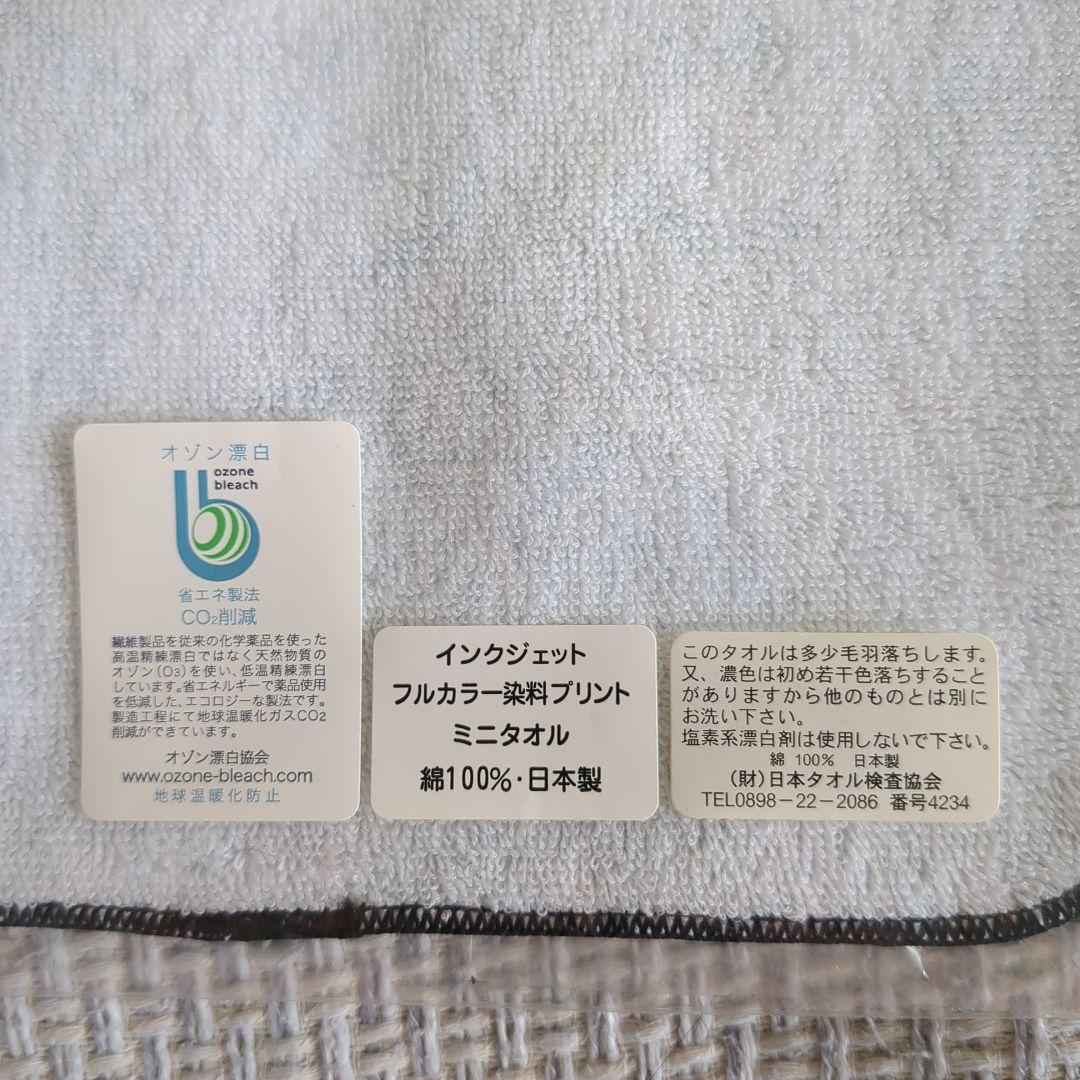 オゾン漂白
ozone
bleach
省エネ製法
CO₂削減
繊維製品を従来の化学薬品を使った
高温精練漂白ではなく天然物質の
オゾン(O₃)を使い、低温精練漂白
しています。省エネルギーで薬品使用
を低減した、エコロジーな製法です。
製造工程にて地球温暖化ガスCO2
削減ができています。
オゾン漂白協会
www.ozone-bleach.com
地球温暖化防止
インクジェット
フルカラー染料プリント
ミニタオル
綿100%・日本製
このタオルは多少毛羽落ちします。
又、濃色は初め若干色落ちすること
がありますから他のものとは別に
お洗い下さい。
塩素系漂白剤は使用しないで下さい。
綿 100% 日本製
(財)日本タオル検査協会
TEL0898-22-2086 番号4234